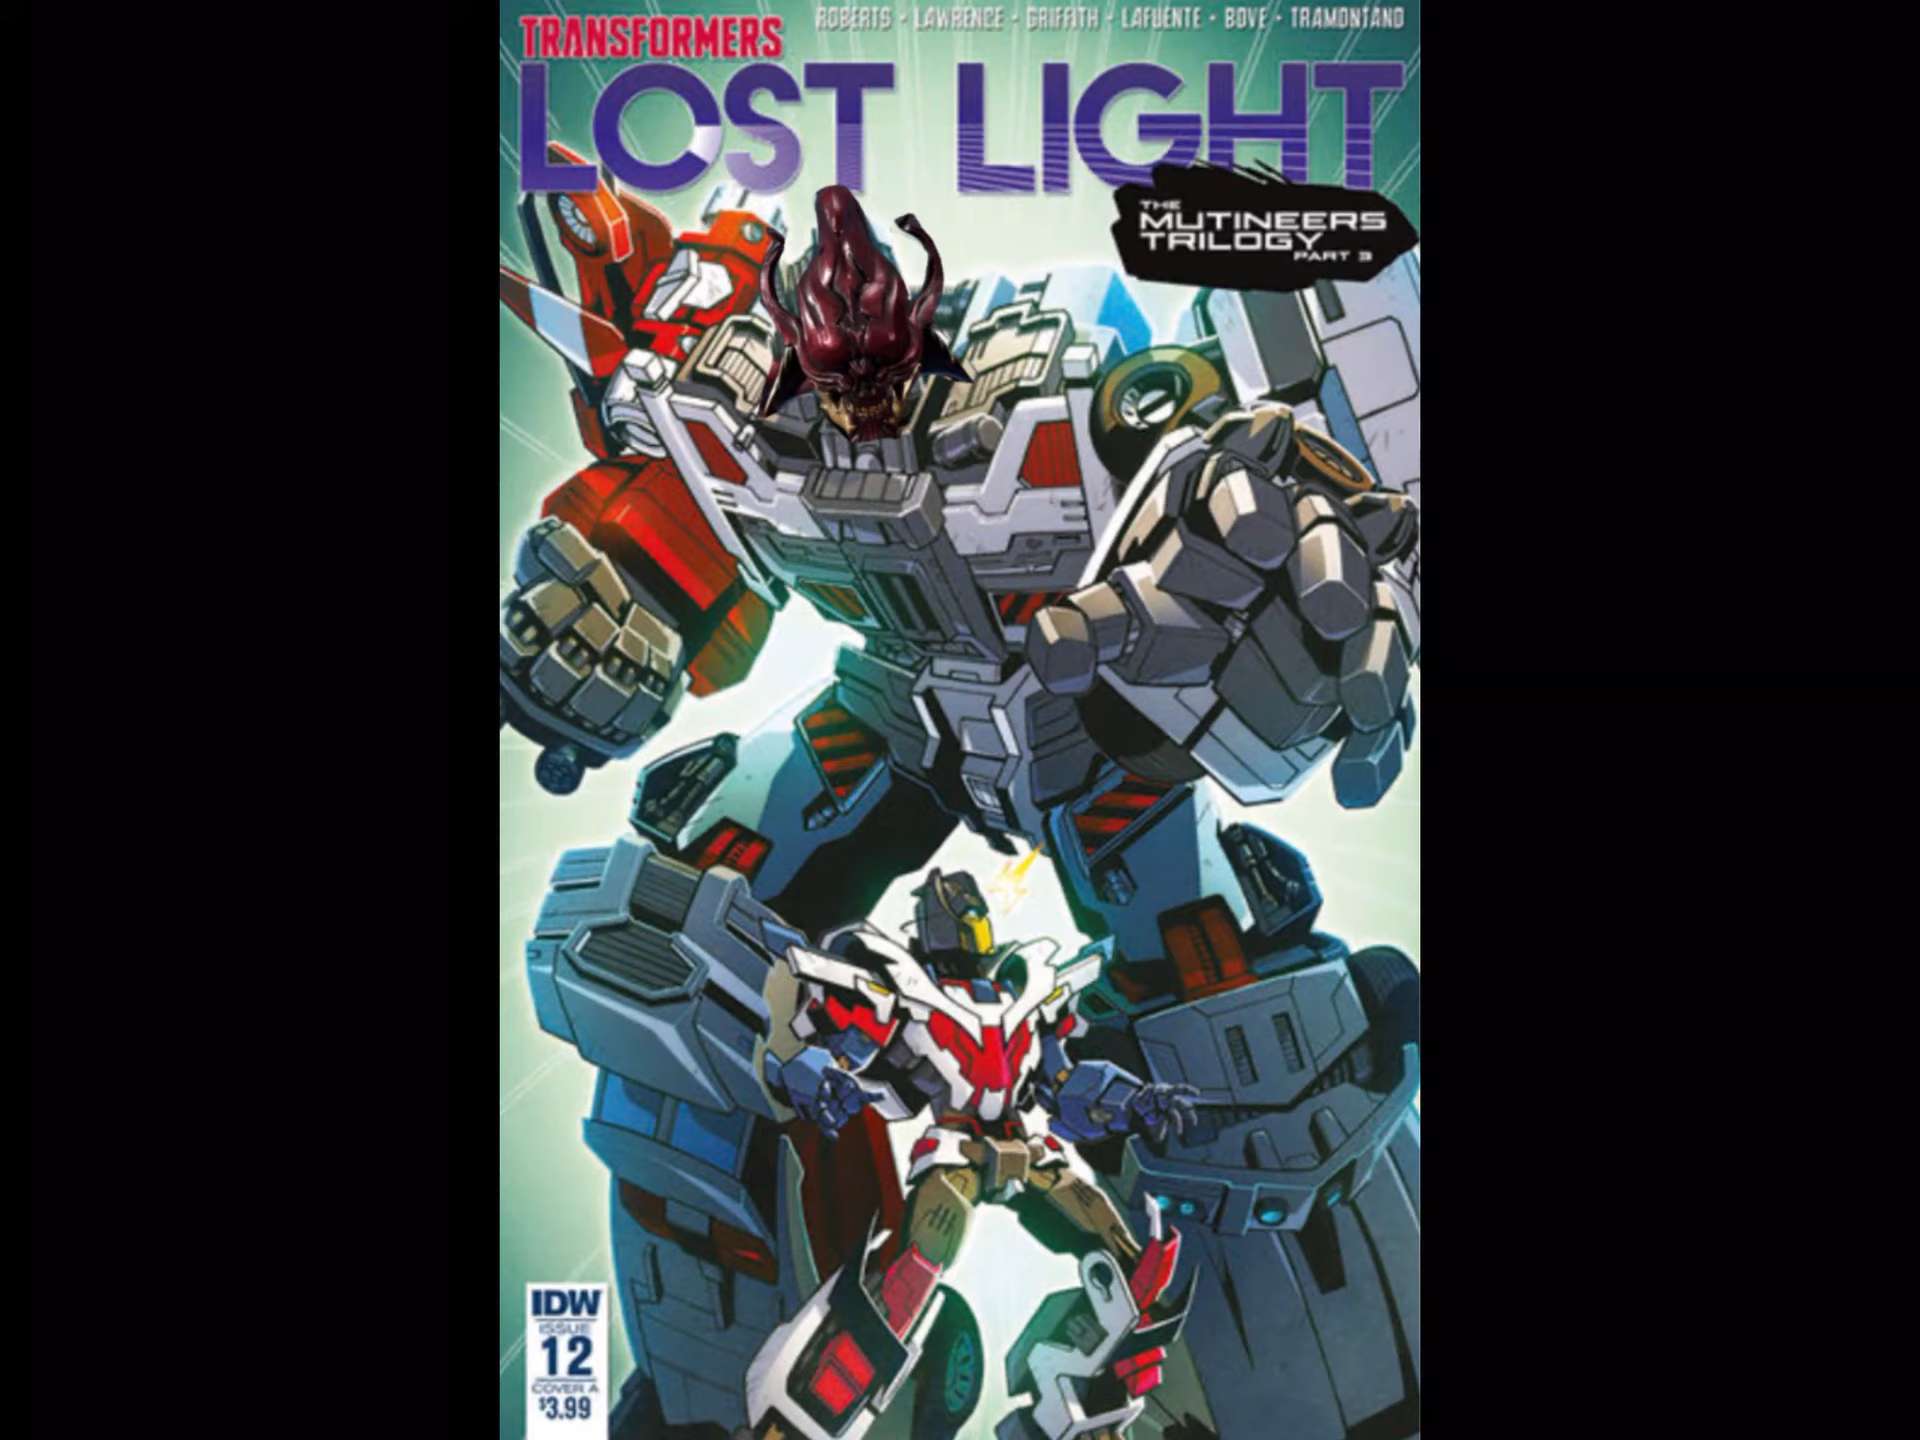 ROBERTS • LAWRENCE • GRIFFITH • LAFUENTE • BOVE • TRAMONTANO
TRANSFORMERS
LOST LIGHT
THE
MUTINEERS
TRILOGY
PART 3
IDW
ISSUE
12
COVER A
$3.99